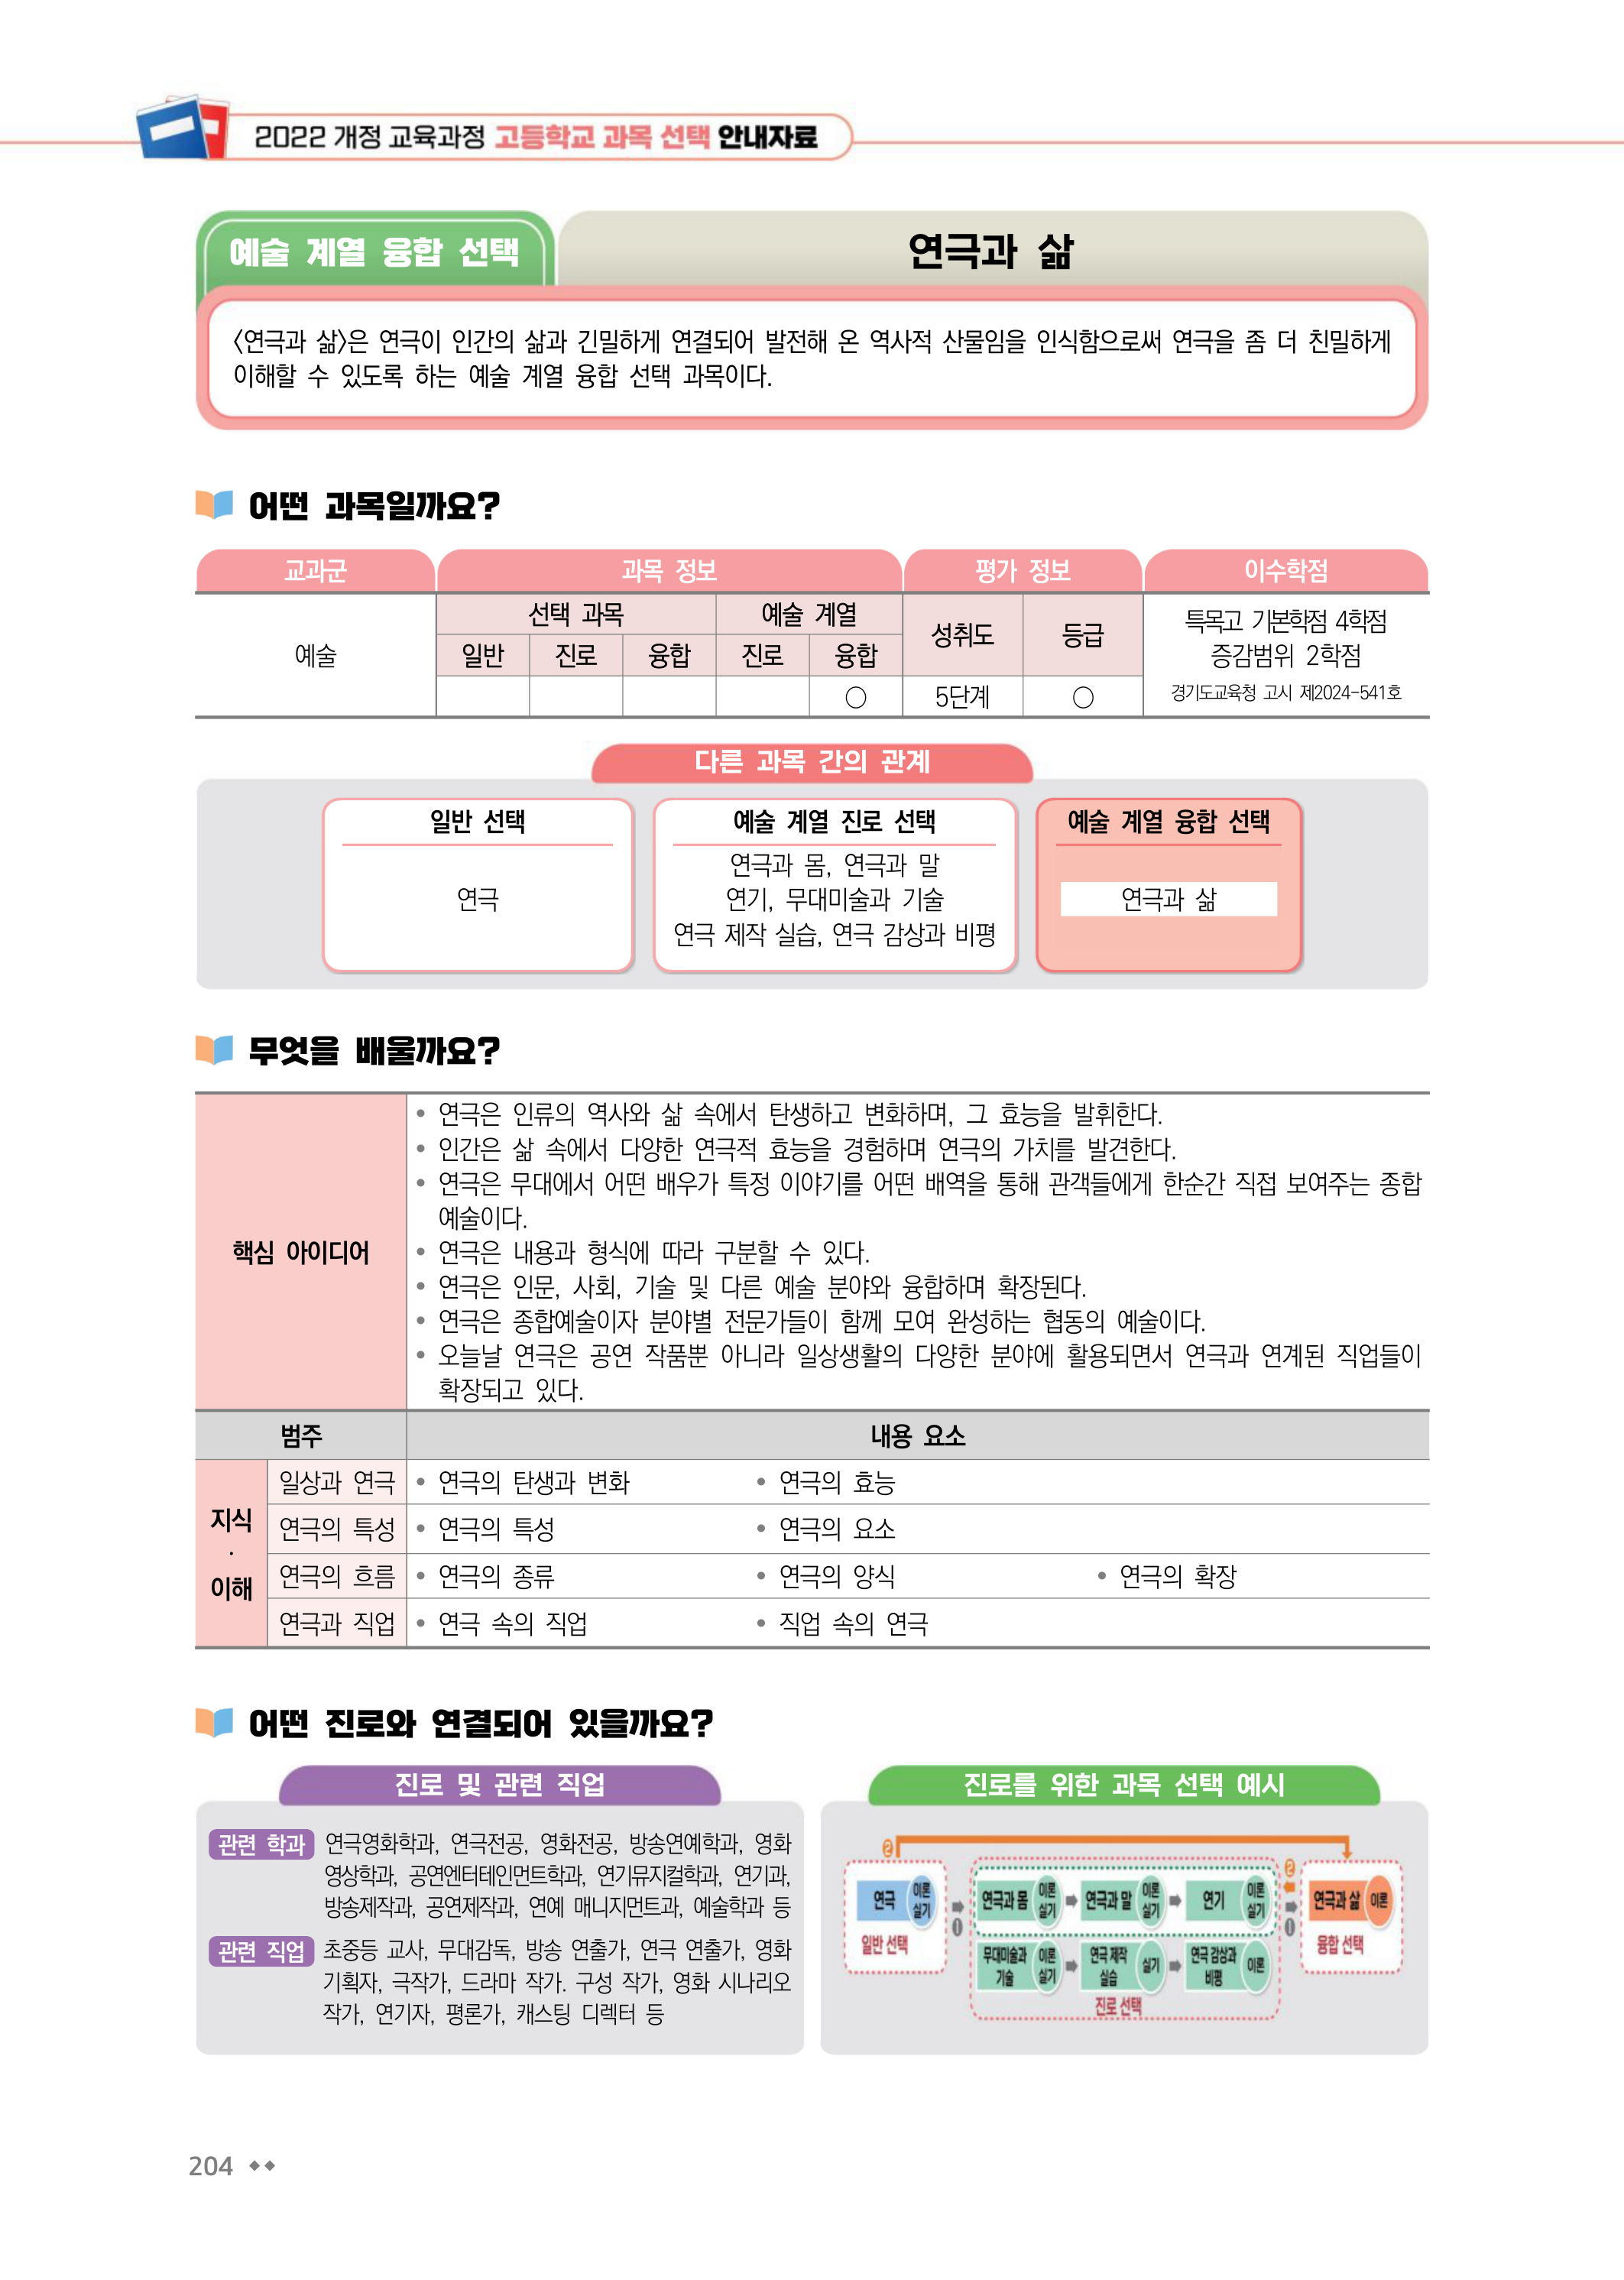 2022 개정 교육과정 고등학교 과목 선택 안내자료
예술 계열 융합 선택
연극과 삶
〈연극과 삶〉은 연극이 인간의 삶과 긴밀하게 연결되어 발전해 온 역사적 산물임을 인식함으로써 연극을 좀 더 친밀하게
이해할 수 있도록 하는 예술 계열 융합 선택 과목이다.
어떤 과목일까요?
교과군 과목 정보 평가 정보 이수학점
예술
선택 과목 예술 계열
일반 진로 융합 진로 융합
성취도 등급
○ 5단계 ○
특목고 기본학점 4학점
증감범위 2학점
경기도교육청 고시 제2024-541호
다른 과목 간의 관계
일반 선택
연극
예술 계열 진로 선택
연극과 몸, 연극과 말
연기, 무대미술과 기술
연극 제작 실습, 연극 감상과 비평
예술 계열 융합 선택
연극과 삶
무엇을 배울까요?
핵심 아이디어
• 연극은 인류의 역사와 삶 속에서 탄생하고 변화하며, 그 효능을 발휘한다.
• 인간은 삶 속에서 다양한 연극적 효능을 경험하며 연극의 가치를 발견한다.
• 연극은 무대에서 어떤 배우가 특정 이야기를 어떤 배역을 통해 관객들에게 한순간 직접 보여주는 종합
예술이다.
• 연극은 내용과 형식에 따라 구분할 수 있다.
• 연극은 인문, 사회, 기술 및 다른 예술 분야와 융합하며 확장된다.
• 연극은 종합예술이자 분야별 전문가들이 함께 모여 완성하는 협동의 예술이다.
• 오늘날 연극은 공연 작품뿐 아니라 일상생활의 다양한 분야에 활용되면서 연극과 연계된 직업들이
확장되고 있다.
범주 내용 요소
지식
·
이해
일상과 연극 • 연극의 탄생과 변화 • 연극의 효능
연극의 특성 • 연극의 특성 • 연극의 요소
연극의 흐름 • 연극의 종류 • 연극의 양식 • 연극의 확장
연극과 직업 • 연극 속의 직업 • 직업 속의 연극
어떤 진로와 연결되어 있을까요?
진로 및 관련 직업
관련 학과 연극영화학과, 연극전공, 영화전공, 방송연예학과, 영화
영상학과, 공연엔터테인먼트학과, 연기뮤지컬학과, 연기과,
방송제작과, 공연제작과, 연예 매니지먼트과, 예술학과 등
관련 직업 초중등 교사, 무대감독, 방송 연출가, 연극 연출가, 영화
기획자, 극작가, 드라마 작가. 구성 작가, 영화 시나리오
작가, 연기자, 평론가, 캐스팅 디렉터 등
진로를 위한 과목 선택 예시
❷
연극 이론 실기
일반 선택
❶
연극과 몸 이론 실기
연극과 말 이론 실기
연기 이론 실기
무대미술과 기술 이론 실기
연극 제작 실습 실기
연극 감상과 비평 이론
진로 선택
❷
❶
연극과 삶 이론
융합 선택
204